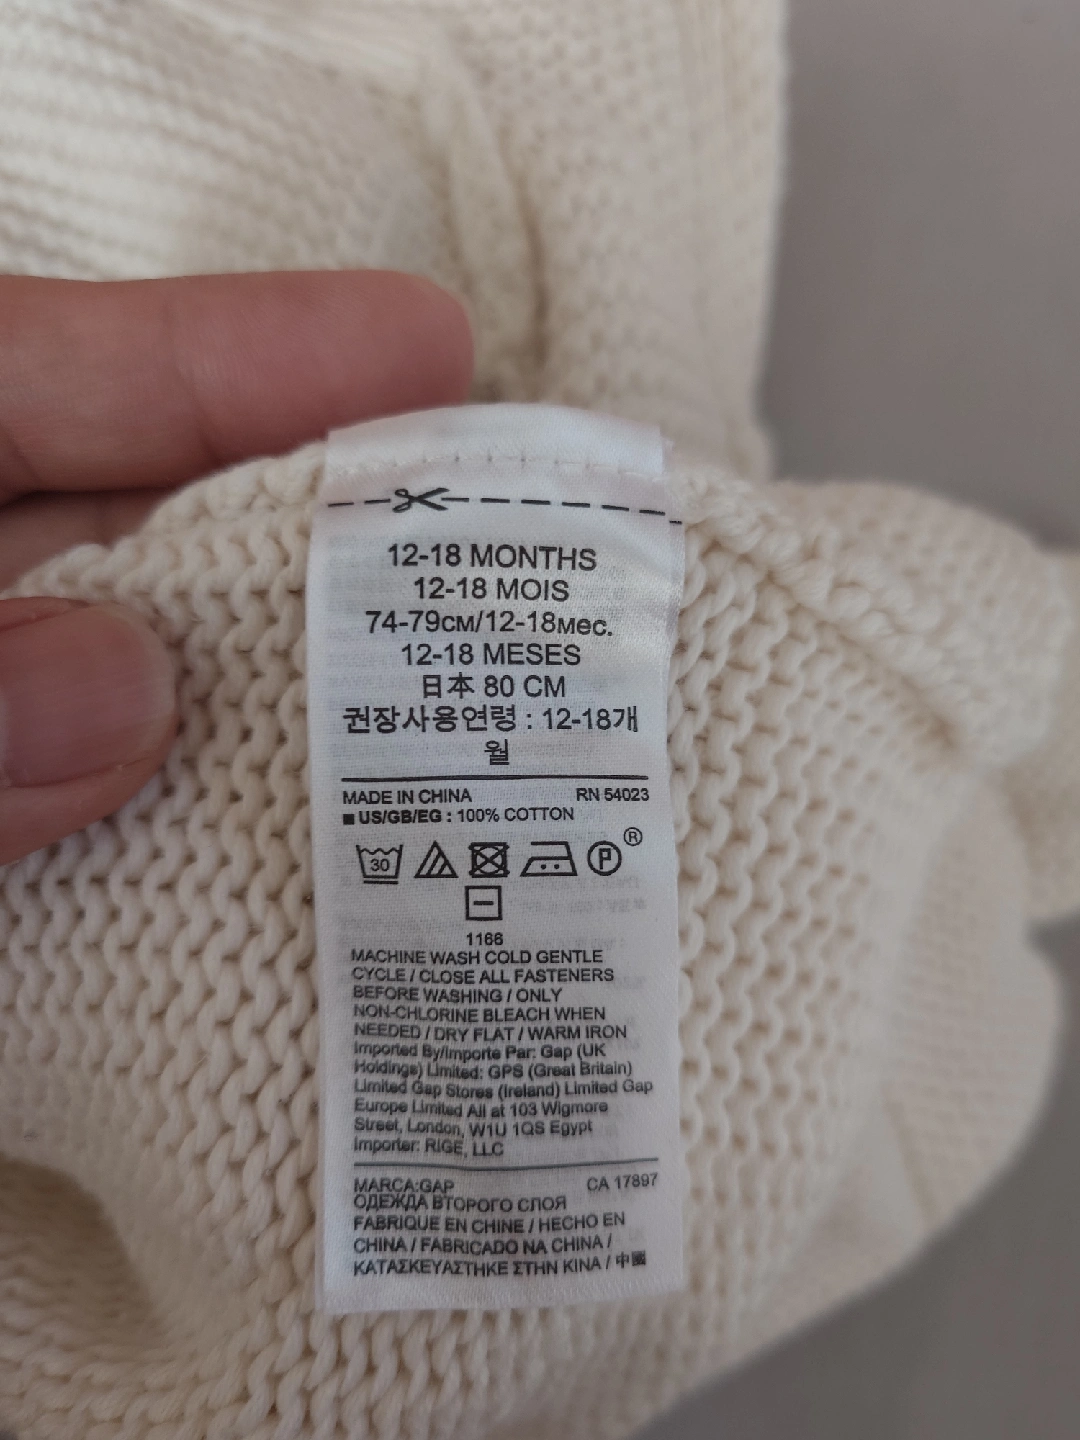 12-18 MONTHS
12-18 MOIS
74-79см/12-18мес.
12-18 MESES
日本 80 CM
권장사용연령 : 12-18개
월
MADE IN CHINA RN 54023
■ US/GB/EG : 100% COTTON
30 P ®
1166
MACHINE WASH COLD GENTLE
CYCLE / CLOSE ALL FASTENERS
BEFORE WASHING / ONLY
NON-CHLORINE BLEACH WHEN
NEEDED / DRY FLAT / WARM IRON
Imported By/Importe Par: Gap (UK
Holdings) Limited: GPS (Great Britain)
Limited Gap Stores (Ireland) Limited Gap
Europe Limited All at 103 Wigmore
Street, London, W1U 1QS Egypt
Importer: RIGE, LLC
MARCA:GAP CA 17897
ОДЕЖДА ВТОРОГО СЛОЯ
FABRIQUE EN CHINE / HECHO EN
CHINA / FABRICADO NA CHINA /
ΚΑΤΑΣΚΕΥΑΣΤΗΚΕ ΣΤΗΝ ΚΙΝΑ / 中國